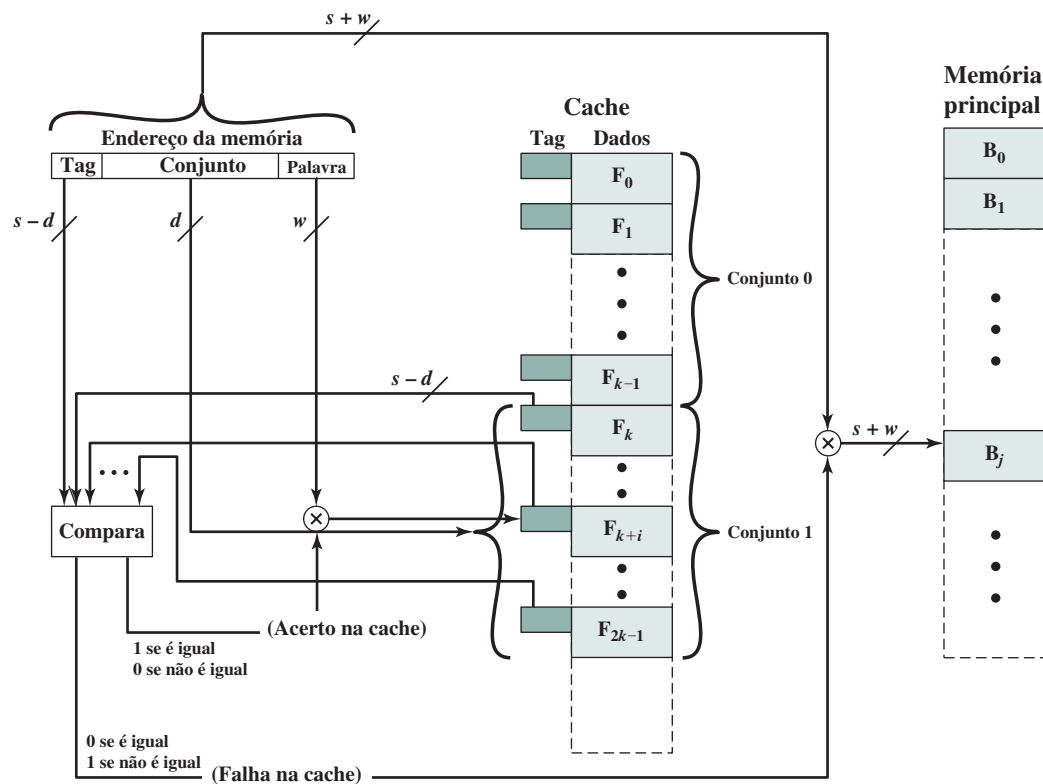 s + w
Endereço da memória
Tag
Conjunto
Palavra
s – d
d
w
Cache
Tag
Dados
F0
F1
Fk–1
Conjunto 0
s – d
Fk
Fk+i
F2k–1
Conjunto 1
Compara
(Acerto na cache)
1 se é igual
0 se não é igual
0 se é igual
1 se não é igual
(Falha na cache)
s + w
Memória
principal
B0
B1
Bj